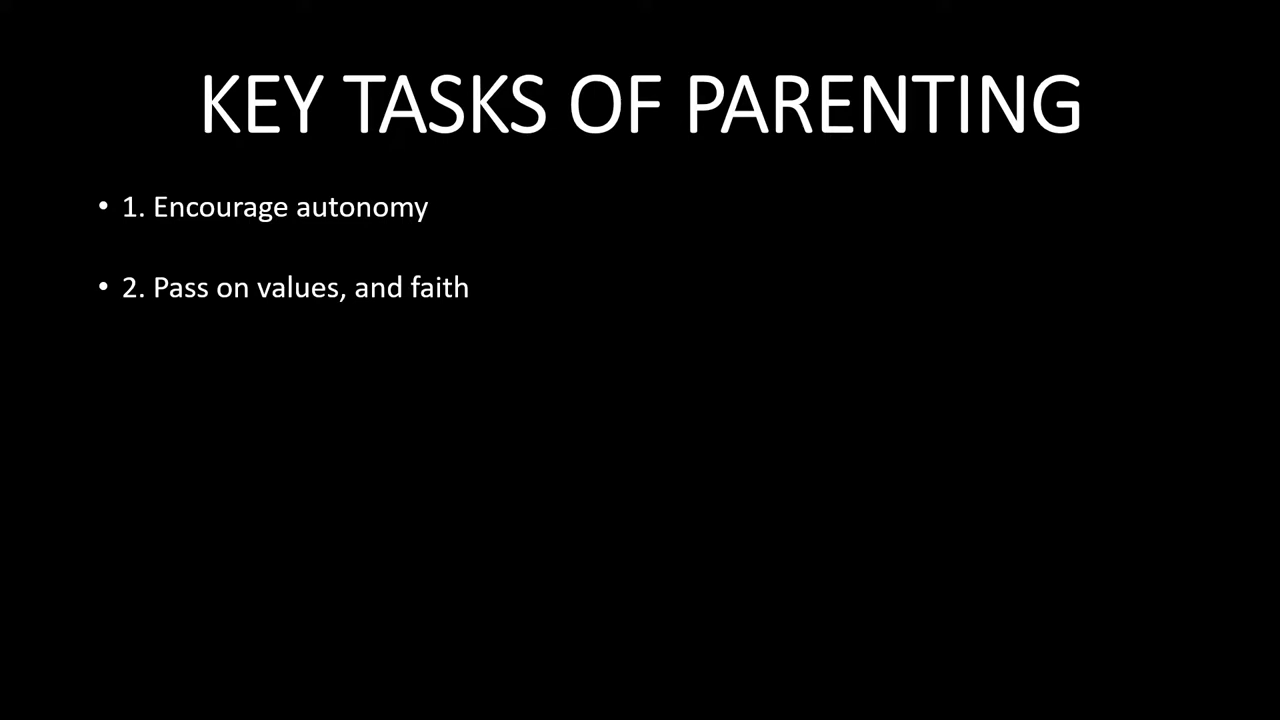 KEY TASKS OF PARENTING
• 1. Encourage autonomy
• 2. Pass on values, and faith